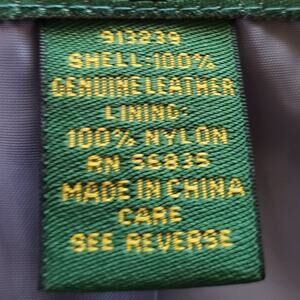 913239
SHELL:100%
GENUINE LEATHER
LINING:
100% NYLON
RN 56835
MADE IN CHINA
CARE
SEE REVERSE